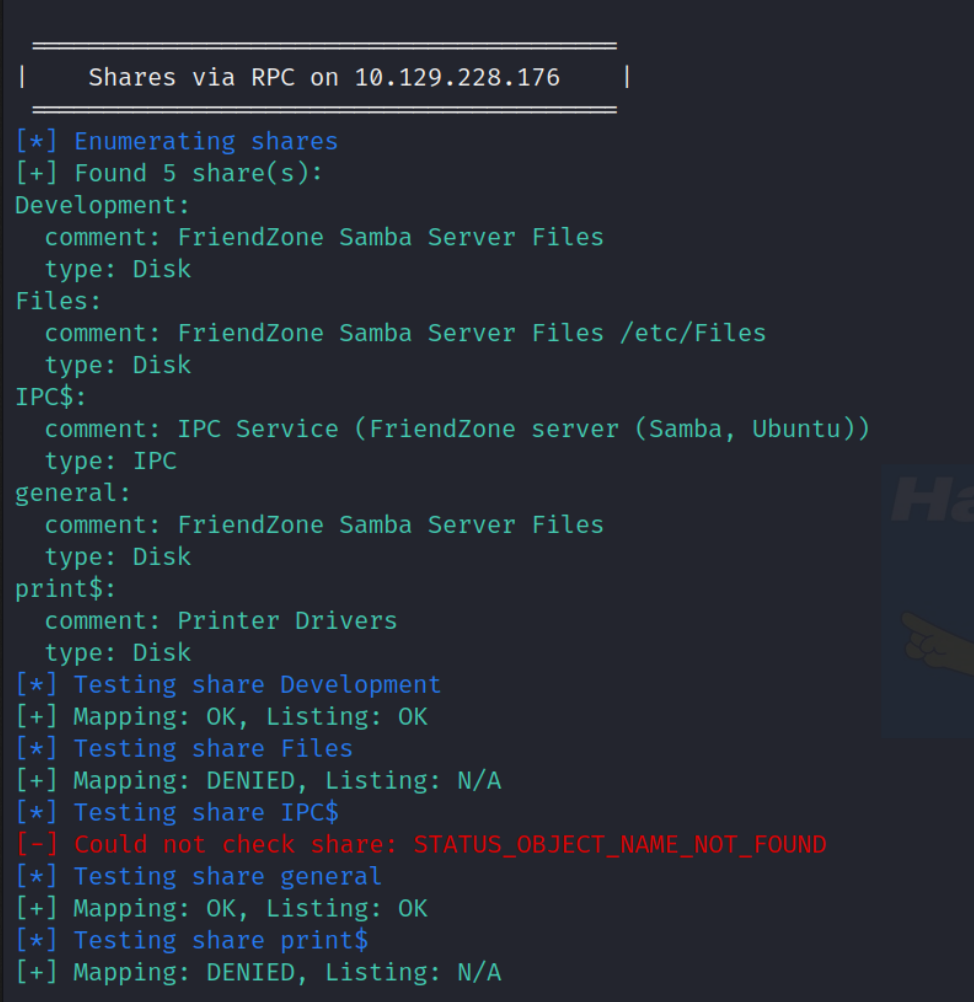 | Shares via RPC on 10.129.228.176 |
[*] Enumerating shares
[+] Found 5 share(s):
Development:
  comment: FriendZone Samba Server Files
  type: Disk
Files:
  comment: FriendZone Samba Server Files /etc/Files
  type: Disk
IPC$:
  comment: IPC Service (FriendZone server (Samba, Ubuntu))
  type: IPC
general:
  comment: FriendZone Samba Server Files
  type: Disk
print$:
  comment: Printer Drivers
  type: Disk
[*] Testing share Development
[+] Mapping: OK, Listing: OK
[*] Testing share Files
[+] Mapping: DENIED, Listing: N/A
[*] Testing share IPC$
[-] Could not check share: STATUS_OBJECT_NAME_NOT_FOUND
[*] Testing share general
[+] Mapping: OK, Listing: OK
[*] Testing share print$
[+] Mapping: DENIED, Listing: N/A